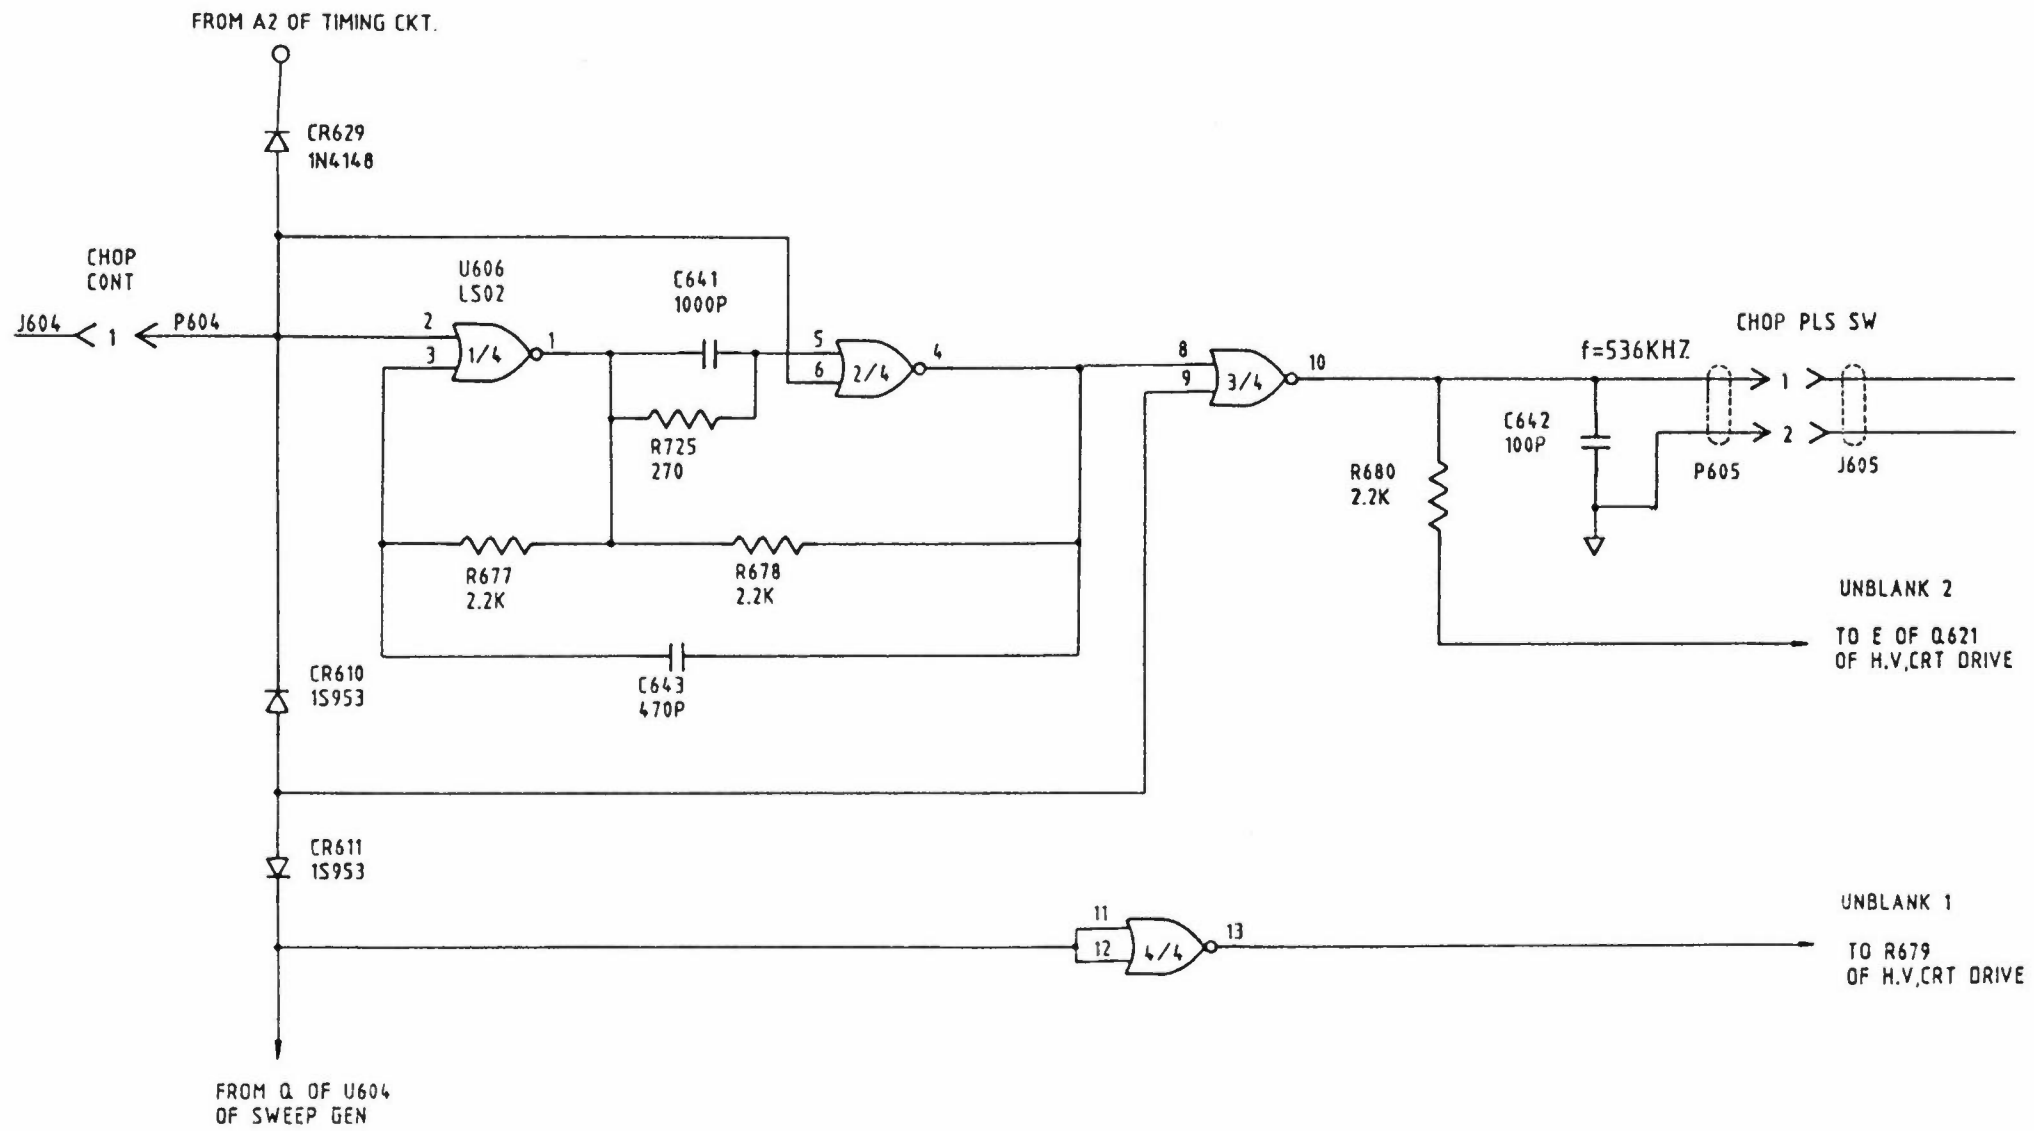 FROM A2 OF TIMING CKT.
CR629
1N4148
CHOP
CONT
J604
1
P604
U606
LS02
2
3
1/4
1
C641
1000P
R725
270
5
6
2/4
4
8
9
3/4
10
f=536KHZ
CHOP PLS SW
1
2
P605
J605
C642
100P
R680
2.2K
R677
2.2K
R678
2.2K
C643
470P
UNBLANK 2
TO E OF Q621
OF H.V,CRT DRIVE
CR610
1S953
CR611
1S953
11
12
4/4
13
UNBLANK 1
TO R679
OF H.V,CRT DRIVE
FROM Q OF U604
OF SWEEP GEN